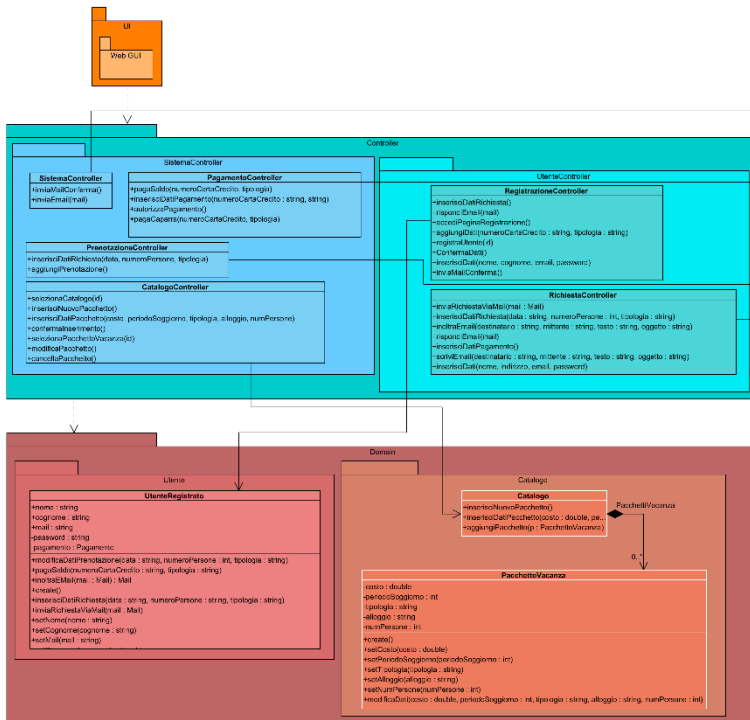 UI
Web GUI
Controller
SistemaController
SistemaController
+inviaMailConferma()
+inviaEmail(mail)
PagamentoController
+pagaSaldo(numeroCartaCredito, tipologia)
+inserisciDatiPagamento(numeroCartaCredito : string, string)
+autorizzaPagamento()
+pagaCaparra(numeroCartaCredito, tipologia)
PrenotazioneController
+inserisciDatiRichiesta(data, numeroPersone, tipologia)
+aggiungiPrenotazione()
CatalogoController
+selezionaCatalogo(id)
+inserisciNuovoPacchetto()
+inserisciDatiPacchetto(costo, periodoSoggiorno, tipologia, alloggio, numPersone)
+confermaInserimento()
+selezionaPacchettoVacanza(id)
+modificaPacchetto()
+cancellaPacchetto()
UtenteController
RegistrazioneController
+inserisciDatiRichiesta()
-rispondiEmail(mail)
+accediPaginaRegistrazione()
+aggiungiDati(numeroCartaCredito : string, tipologia : string)
-registraUtente(id)
+ConfermaDati()
+inserisciDati(nome, cognome, email, password)
+inviaMailConferma()
RichiestaController
+inviaRichiestaViaMail(mail : Mail)
+inserisciDatiRichiesta(data : string, numeroPersone : int, tipologia : string)
+inoltraEmail(destinatario : string, mittente : string, testo : string, oggetto : string)
-rispondiEmail(mail)
+inserisciDatiPagamento()
+scriviEmail(destinatario : string, mittente : string, testo : string, oggetto : string)
+inserisciDati(nome, indirizzo, email, password)
Domain
Utente
UtenteRegistrato
+nome : string
+cognome : string
+mail : string
-password : string
-pagamento : Pagamento
+modificaDatiPrenotazione(data : string, numeroPersone : int, tipologia : string)
+pagaSaldo(numeroCartaCredito : string, tipologia : string)
+inoltraEMail(mail : Mail) : Mail
+create()
+inserisciDatiRichiesta(data : string, numeroPersone : string, tipologia : string)
+inviaRichiestaViaMail(mail : Mail)
+setNome(nome : string)
+setCognome(cognome : string)
+setMail(mail : string)
Catalogo
Catalogo
+inserisciNuovoPacchetto()
+inserisciDatiPacchetto(costo : double, pe...
+aggiungiPacchetto(p : PacchettoVacanza)
PacchettiVacanza
0..*
PacchettoVacanza
-costo : double
-periodoSoggiorno : int
-tipologia : string
-alloggio : string
-numPersone : int
+create()
+setCosto(costo : double)
+setPeriodoSoggiorno(periodoSoggiorno : int)
+setTipologia(tipologia : string)
+setAlloggio(alloggio : string)
+setNumPersone(numPersone : int)
+modificaDati(costo : double, periodoSoggiorno : int, tipologia : string, alloggio : string, numPersone : int)